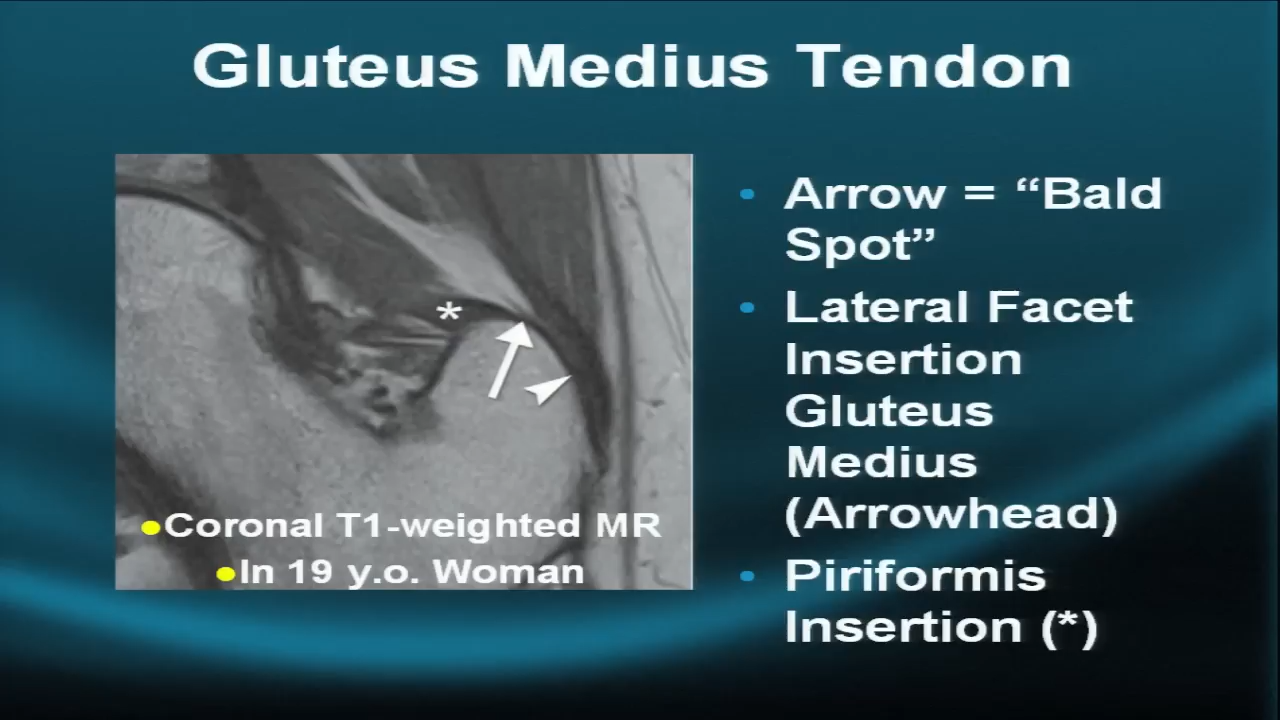 Gluteus Medius Tendon
*
•Coronal T1-weighted MR
•In 19 y.o. Woman
• Arrow = “Bald
Spot”
• Lateral Facet
Insertion
Gluteus
Medius
(Arrowhead)
• Piriformis
Insertion (*)